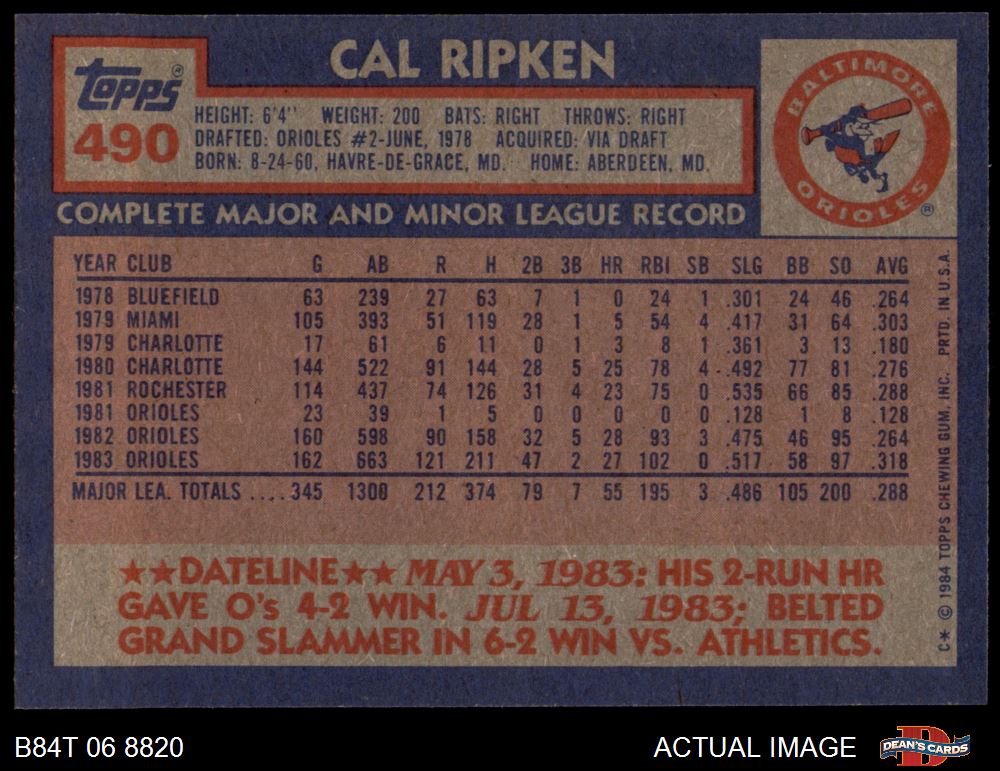 CAL RIPKEN
TOPPS®
490
HEIGHT: 6'4" WEIGHT: 200 BATS: RIGHT THROWS: RIGHT
DRAFTED: ORIOLES #2-JUNE, 1978 ACQUIRED: VIA DRAFT
BORN: 8-24-60, HAVRE-DE-GRACE, MD. HOME: ABERDEEN, MD.
BALTIMORE
ORIOLES ®
COMPLETE MAJOR AND MINOR LEAGUE RECORD
YEAR CLUB G AB R H 2B 3B HR RBI SB SLG BB SO AVG
1978 BLUEFIELD 63 239 27 63 7 1 0 24 1 .301 24 46 .264
1979 MIAMI 105 393 51 119 28 1 5 54 4 .417 31 64 .303
1979 CHARLOTTE 17 61 6 11 0 1 3 8 1 .361 3 13 .180
1980 CHARLOTTE 144 522 91 144 28 5 25 78 4 .492 77 81 .276
1981 ROCHESTER 114 437 74 126 31 4 23 75 0 .535 66 85 .288
1981 ORIOLES 23 39 1 5 0 0 0 0 0 .128 1 8 .128
1982 ORIOLES 160 598 90 158 32 5 28 93 3 .475 46 95 .264
1983 ORIOLES 162 663 121 211 47 2 27 102 0 .517 58 97 .318
MAJOR LEA. TOTALS .... 345 1300 212 374 79 7 55 195 3 .486 105 200 .288
★★DATELINE★★ MAY 3, 1983: HIS 2-RUN HR
GAVE O's 4-2 WIN. JUL 13, 1983; BELTED
GRAND SLAMMER IN 6-2 WIN VS. ATHLETICS.
C* © 1984 TOPPS CHEWING GUM, INC. PRTD. IN U.S.A.
B84T 06 8820
ACTUAL IMAGE
DEAN'S CARDS